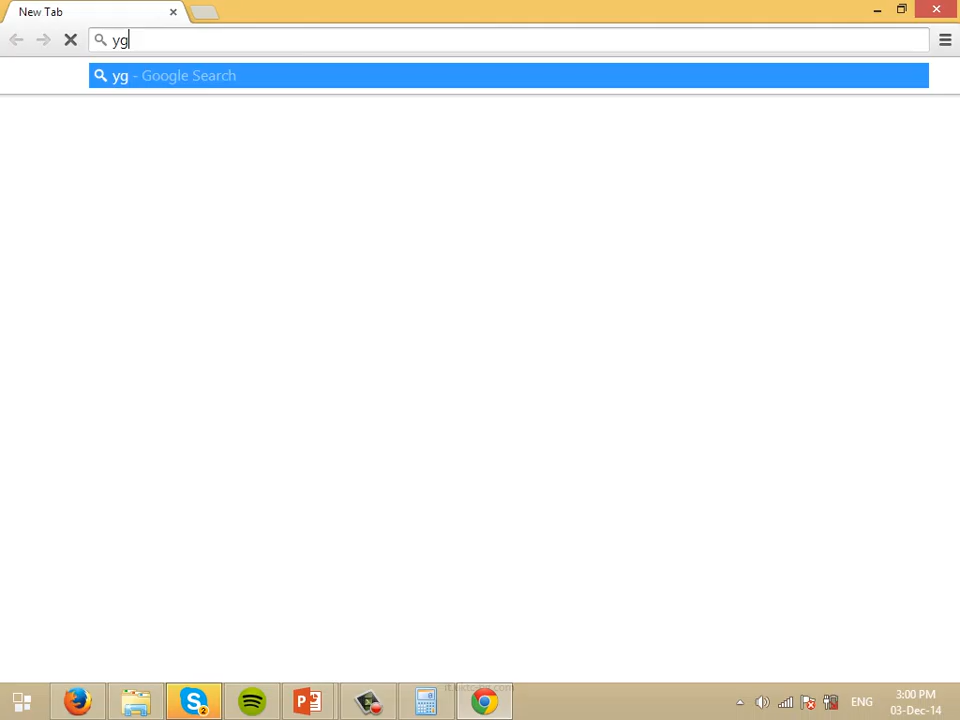 New Tab
yg
yg - Google Search
ENG
3:00 PM
03-Dec-14